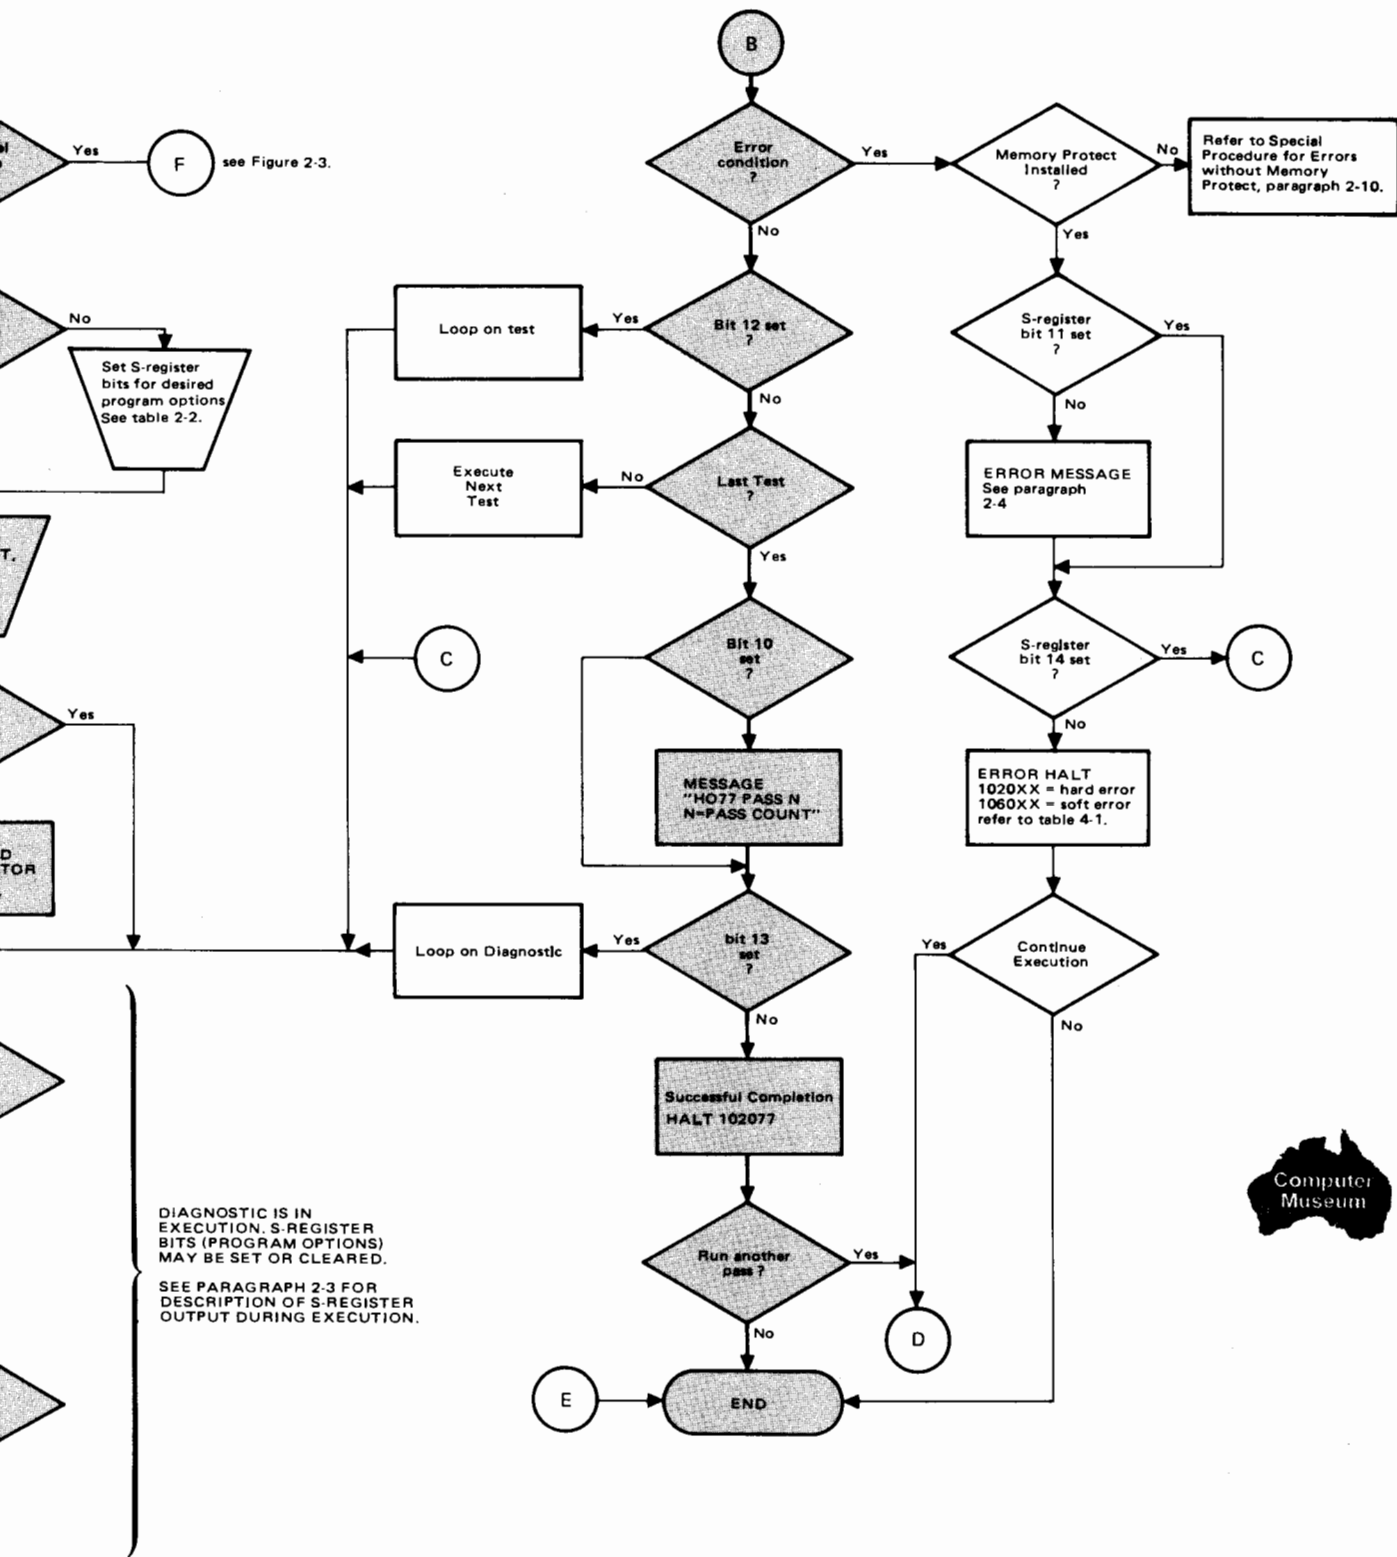 B
Yes
F
see Figure 2-3.
Error
condition
?
Yes
Memory Protect
Installed
?
No
Refer to Special
Procedure for Errors
without Memory
Protect, paragraph 2-10.
No
Yes
No
Set S-register
bits for desired
program options
See table 2-2.
Loop on test
Yes
Bit 12 set
?
No
S-register
bit 11 set
?
Yes
No
Execute
Next
Test
No
Last Test
?
Yes
ERROR MESSAGE
See paragraph
2-4
T.
C
Bit 10
set
?
S-register
bit 14 set
?
Yes
C
No
Yes
MESSAGE
"HO77 PASS N
N=PASS COUNT"
ERROR HALT
1020XX = hard error
1060XX = soft error
refer to table 4-1.
D
TOR
Loop on Diagnostic
Yes
bit 13
set
?
No
Yes
Continue
Execution
No
Successful Completion
HALT 102077
DIAGNOSTIC IS IN
EXECUTION. S-REGISTER
BITS (PROGRAM OPTIONS)
MAY BE SET OR CLEARED.
SEE PARAGRAPH 2-3 FOR
DESCRIPTION OF S-REGISTER
OUTPUT DURING EXECUTION.
Run another
pass ?
Yes
No
D
E
END
Computer
Museum